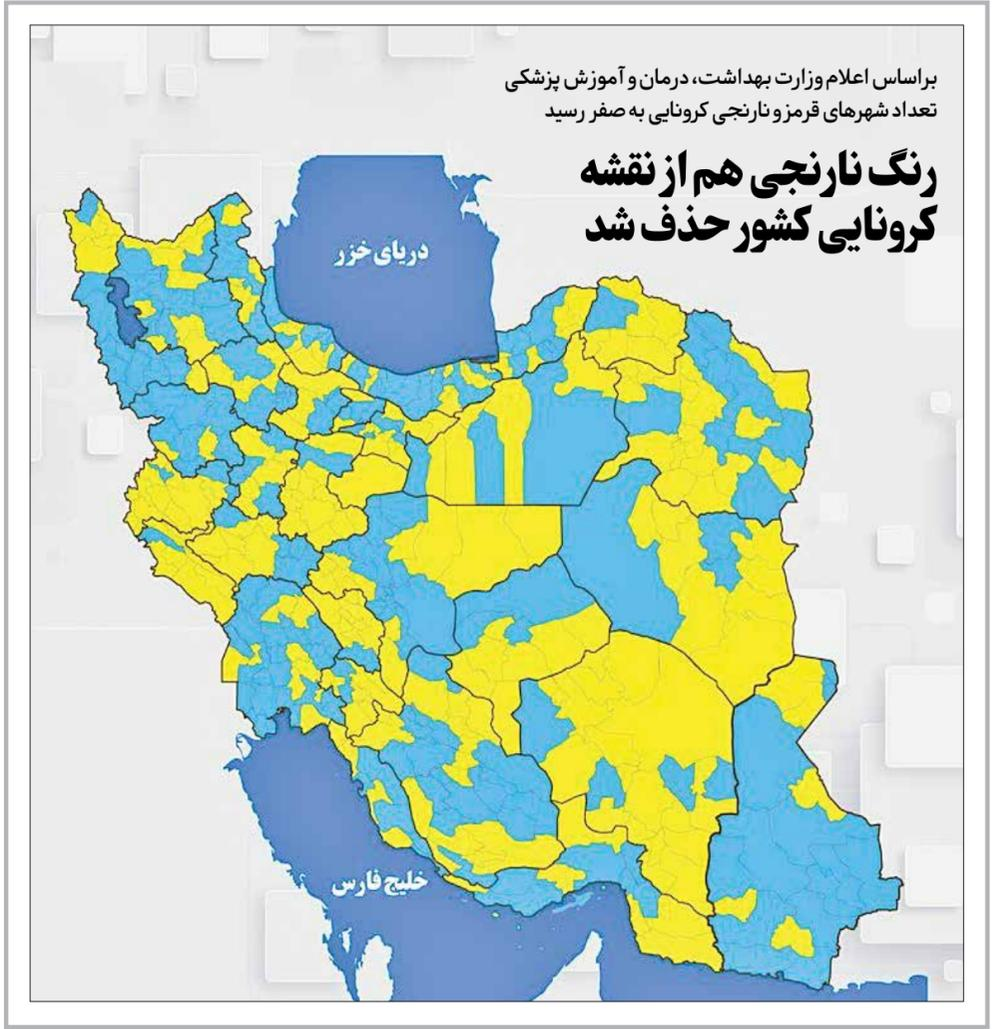 براساس اعلام وزارت بهداشت، درمان و آموزش پزشکی
تعداد شهرهای قرمز و نارنجی کرونایی به صفر رسید
رنگ نارنجی هم از نقشه
کرونایی کشور حذف شد
دریای خزر
خلیج فارس